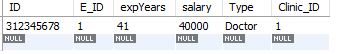 ID E_ID expYears salary Type Clinic_ID
312345678 1 41 40000 Doctor 1
NULL NULL NULL NULL NULL NULL